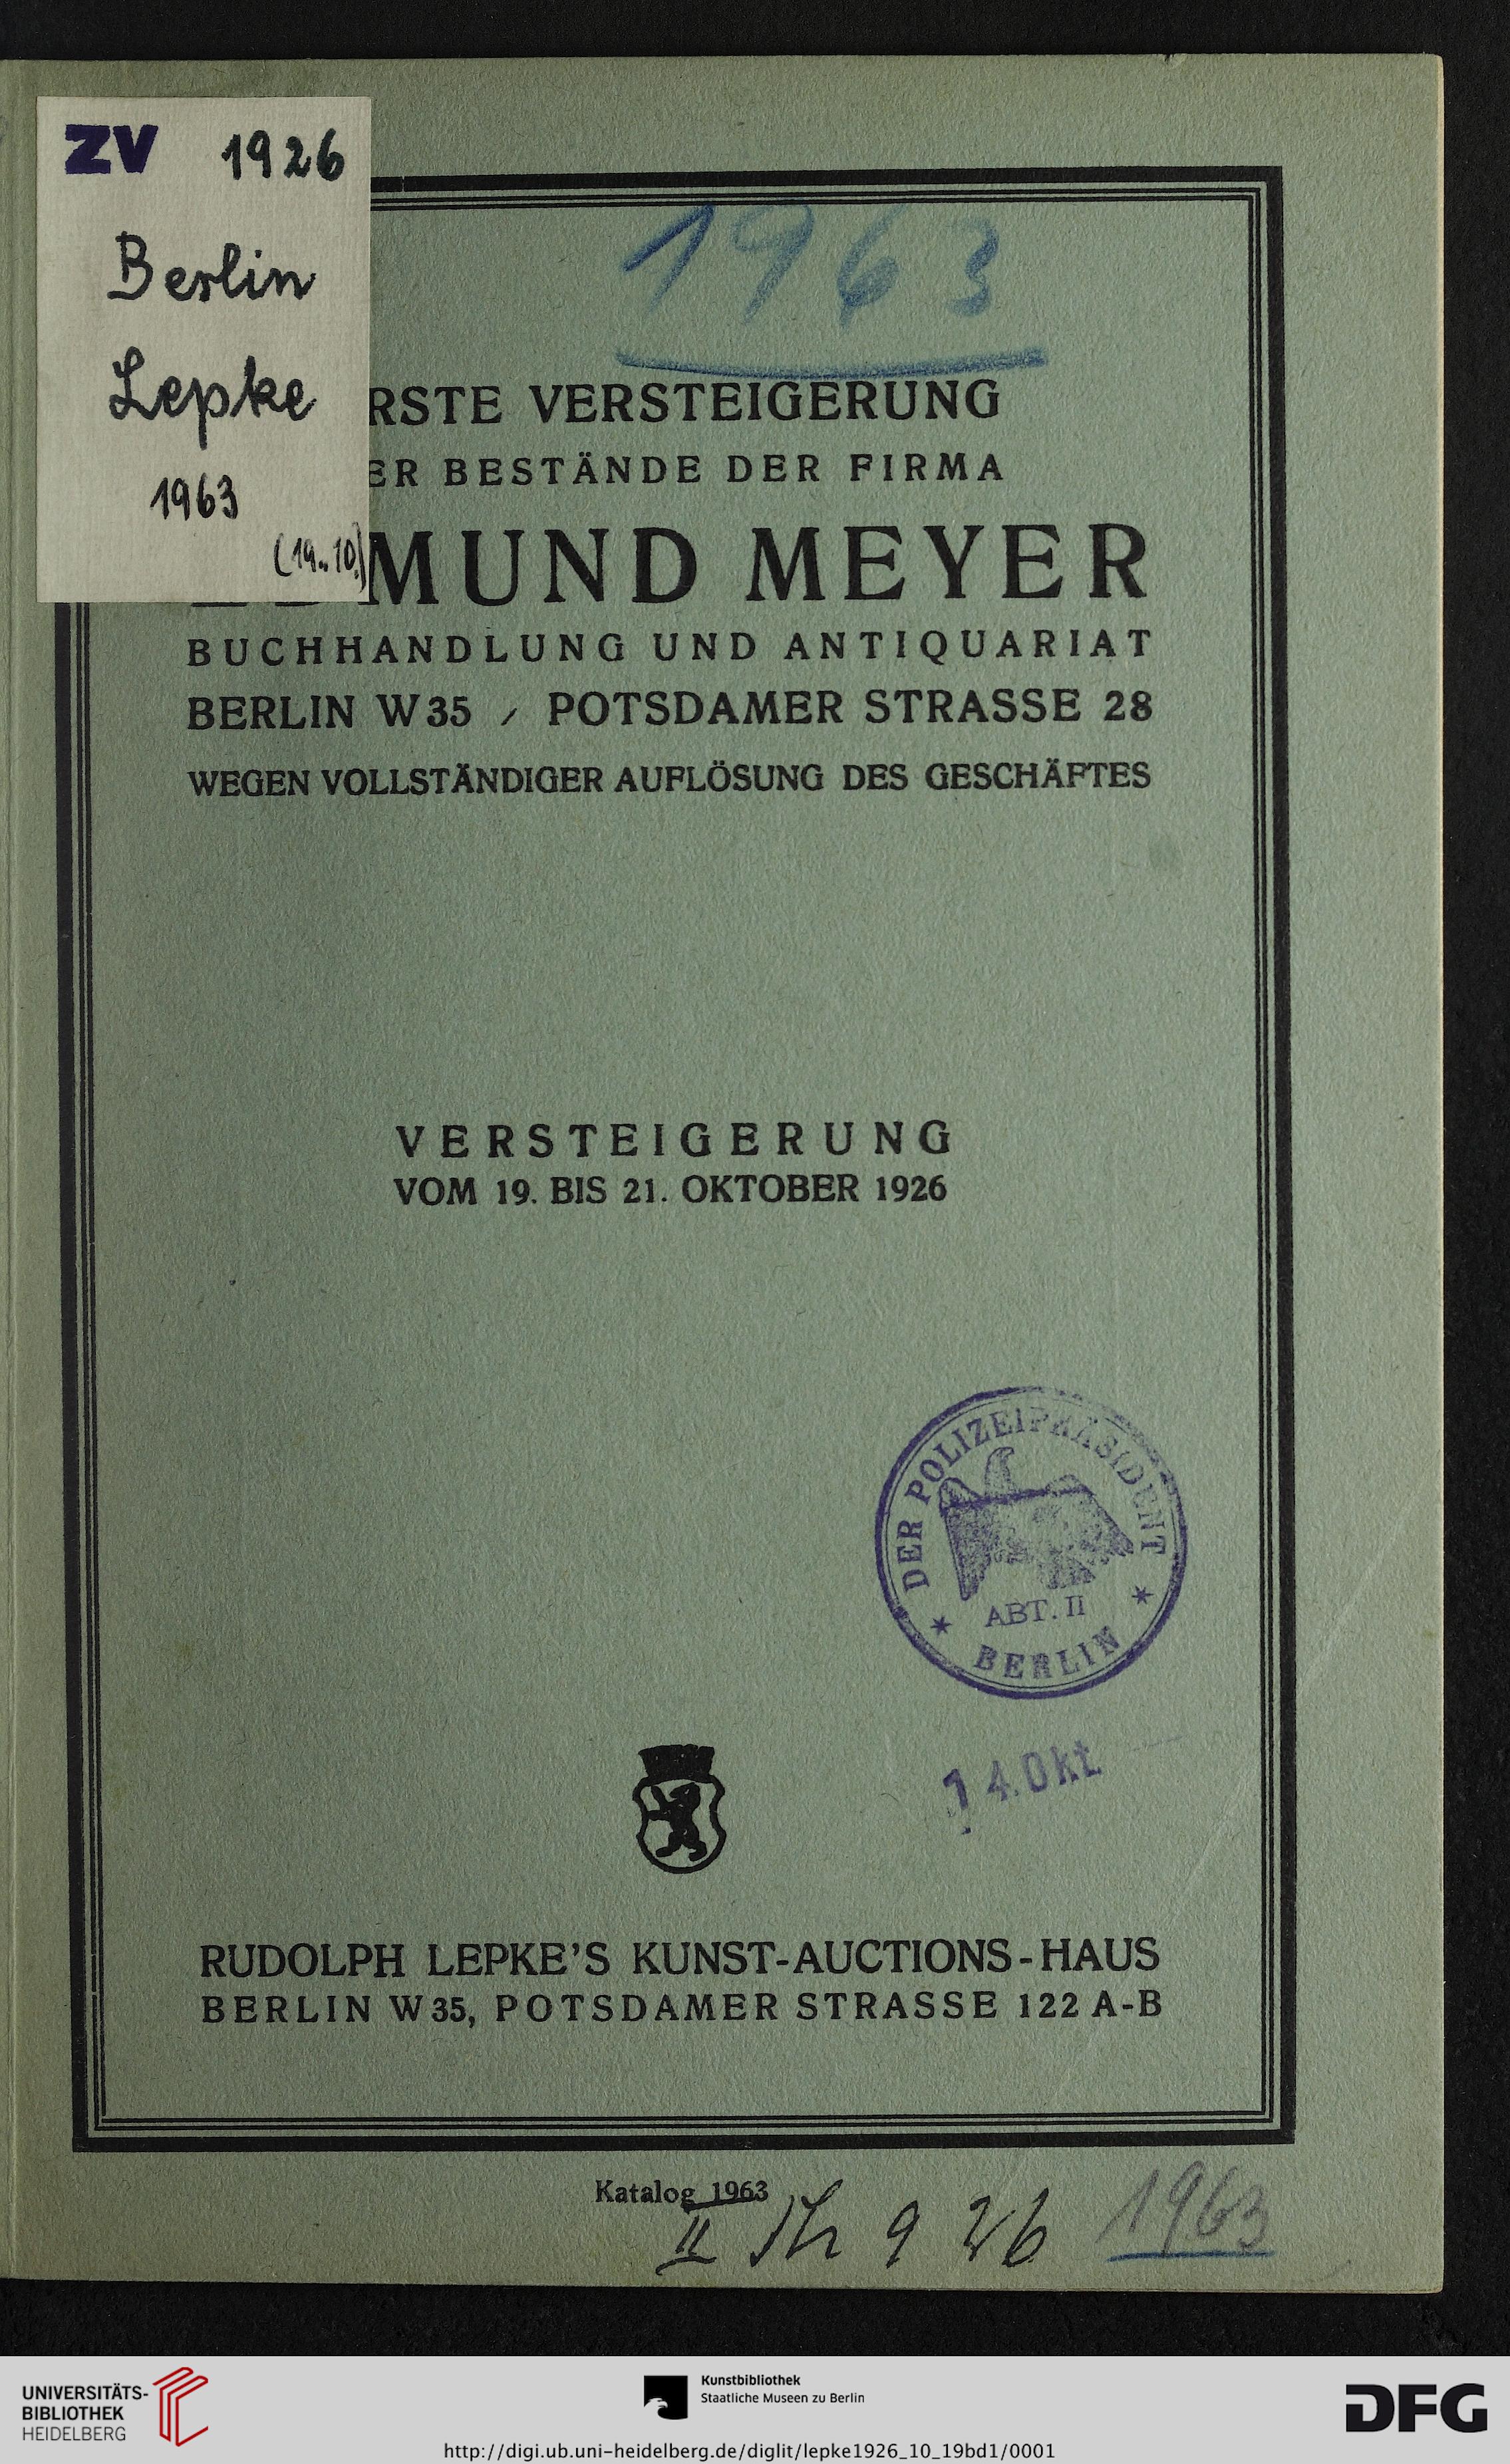 ZV 1926
Berlin
Lepke
1963
(19..10.)
1963
RSTE VERSTEIGERUNG
ER BESTÄNDE DER FIRMA
MUND MEYER
BUCHHANDLUNG UND ANTIQUARIAT
BERLIN W35 / POTSDAMER STRASSE 28
WEGEN VOLLSTÄNDIGER AUFLÖSUNG DES GESCHÄFTES
VERSTEIGERUNG
VOM 19. BIS 21. OKTOBER 1926
DER POLIZEIPRÄSIDENT
ABT. II
BERLIN
14. Okt.
RUDOLPH LEPKE'S KUNST-AUCTIONS-HAUS
BERLIN W35, POTSDAMER STRASSE 122 A-B
Katalog 1963
II 9 26 1963
UNIVERSITÄTS-
BIBLIOTHEK
HEIDELBERG
Kunstbibliothek
Staatliche Museen zu Berlin
DFG
http://digi.ub.uni-heidelberg.de/diglit/lepke1926_10_19bd1/0001